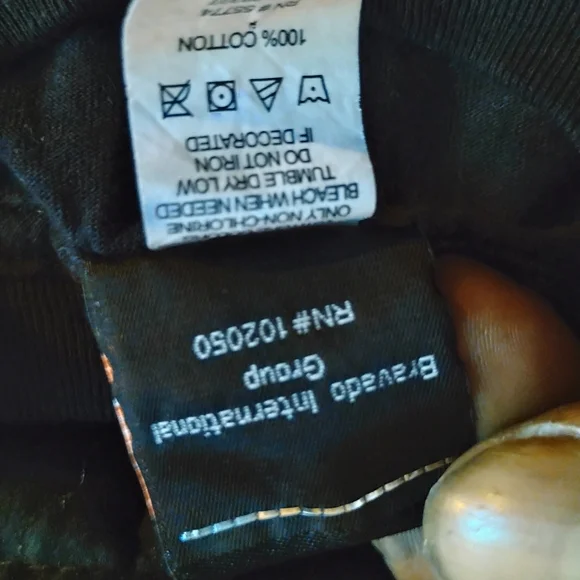 Bravado International
Group
RN# 102050
ONLY NON-CHLORINE
BLEACH WHEN NEEDED
TUMBLE DRY LOW
DO NOT IRON
IF DECORATED
100% COTTON
RN #